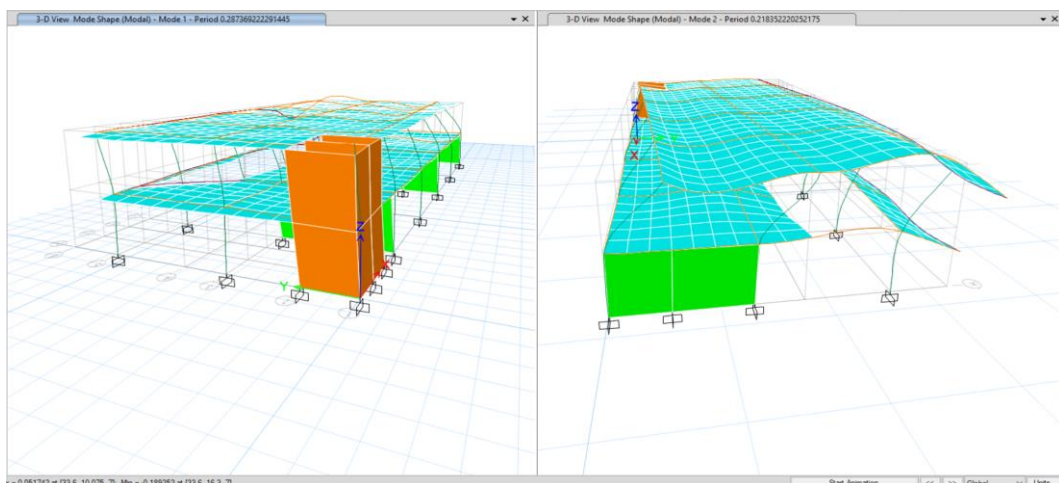 3-D View Mode Shape (Modal) - Mode 1 - Period 0.287369222291445
3-D View Mode Shape (Modal) - Mode 2 - Period 0.218352220252175
Z
Y
Z
X
Start Animation
<<
>>
Global
Units